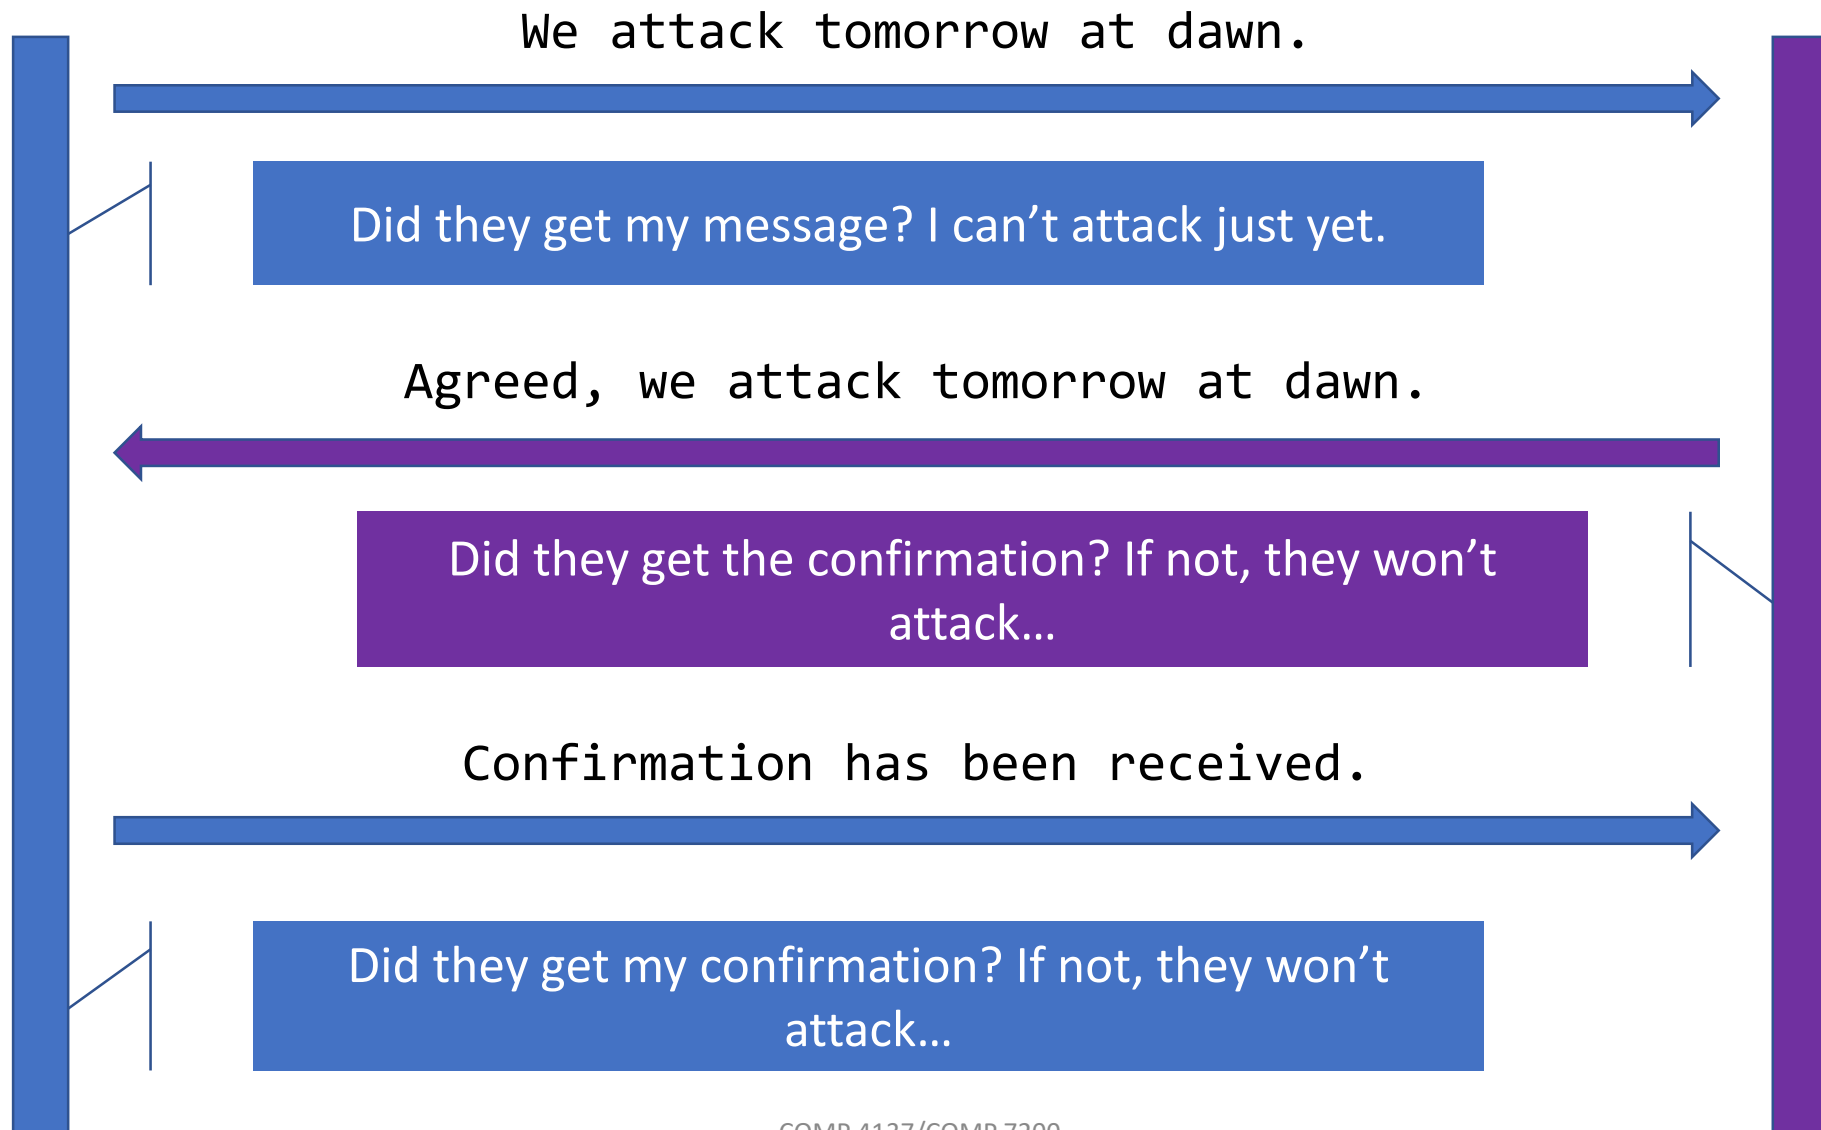 We attack tomorrow at dawn.
Did they get my message? I can’t attack just yet.
Agreed, we attack tomorrow at dawn.
Did they get the confirmation? If not, they won’t
attack…
Confirmation has been received.
Did they get my confirmation? If not, they won’t
attack…